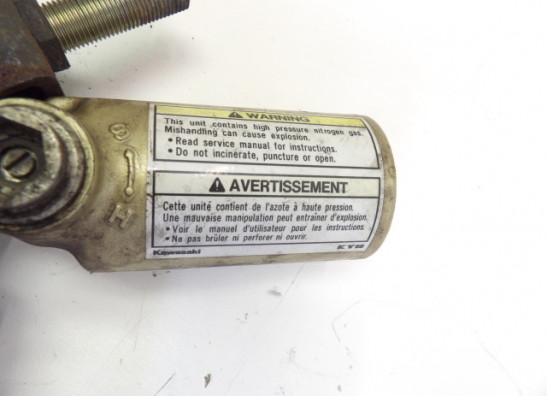 ⚠ WARNING
This unit contains high pressure nitrogen gas.
Mishandling can cause explosion.
• Read service manual for instructions.
• Do not incinerate, puncture or open.
⚠ AVERTISSEMENT
Cette unité contient de l'azote à haute pression.
Une mauvaise manipulation peut entraîner d'explosion.
• Voir le manuel d'utilisateur pour les instructions.
• Na pas brûler ni perforer ni ouvrir.
Kawasaki
H